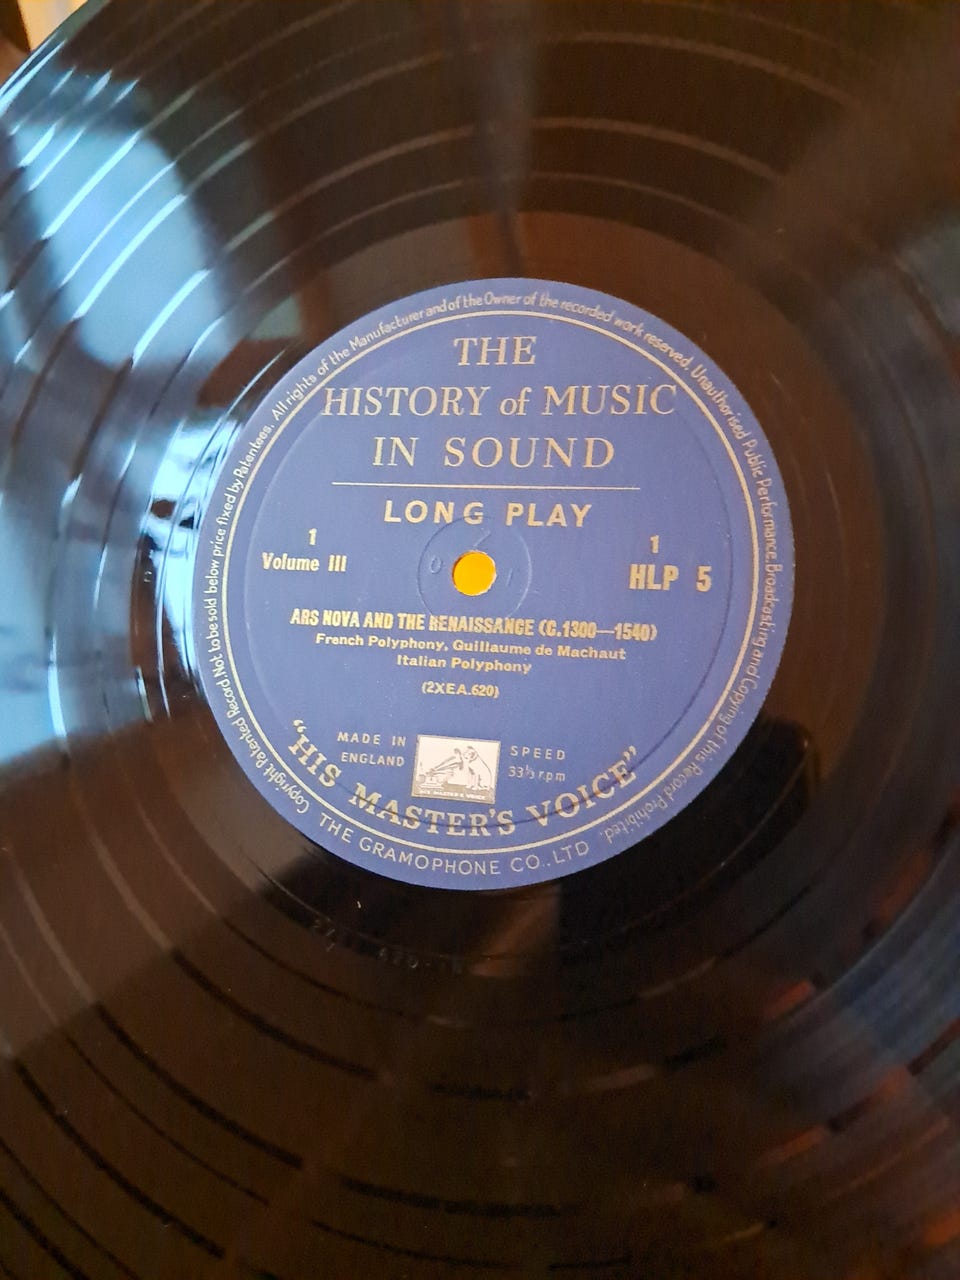 Copyright Patented Record. Not to be sold below price fixed by Patentees. All rights of the Manufacturer and of the Owner of the recorded work reserved. Unauthorised Public Performance, Broadcasting and Copying of this Record Prohibited.
THE
HISTORY of MUSIC
IN SOUND
LONG PLAY
1
Volume III
1
HLP 5
ARS NOVA AND THE RENAISSANCE (C.1300—1540)
French Polyphony, Guillaume de Machaut
Italian Polyphony
(2XEA.620)
MADE IN
ENGLAND
HIS MASTER'S VOICE
SPEED
33⅓ r.p.m
"HIS MASTER'S VOICE"
THE GRAMOPHONE CO., LTD